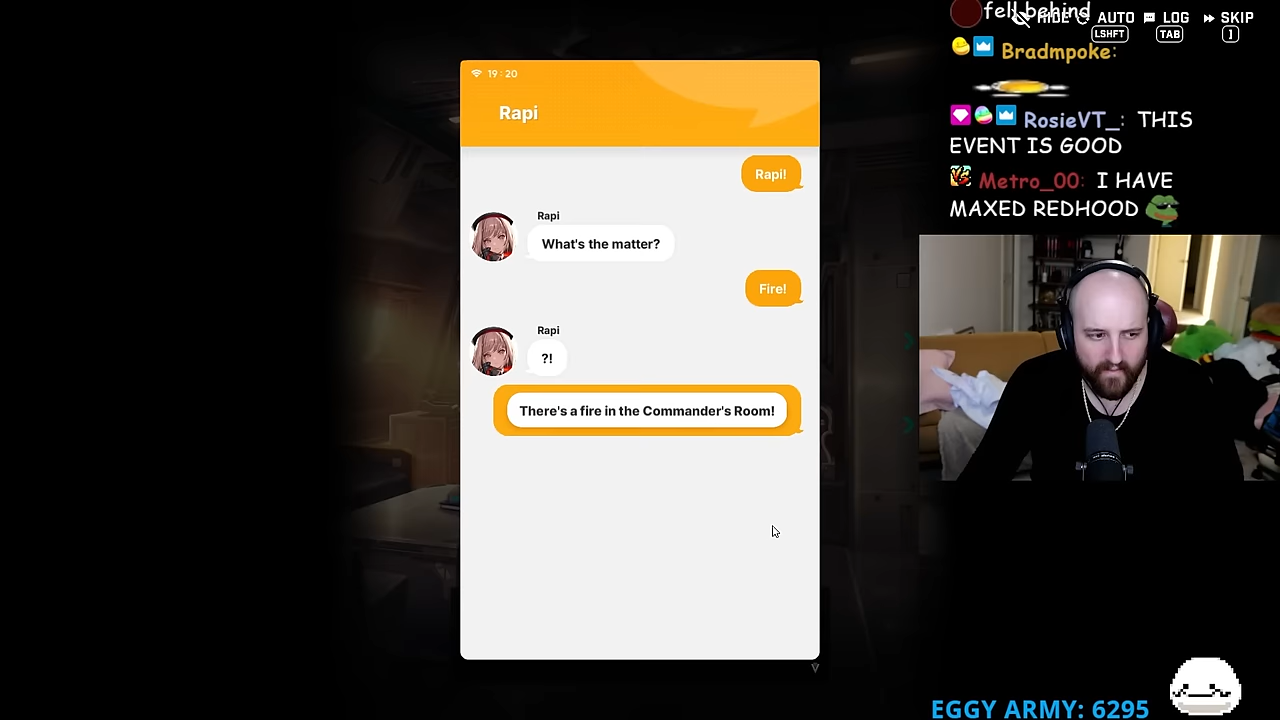 19:20
Rapi
Rapi!
Rapi
What's the matter?
Fire!
Rapi
?!
There's a fire in the Commander's Room!
fell behind
HIDE
AUTO
LOG
SKIP
LSHFT
TAB
]
Bradmpoke:
RosieVT_: THIS
EVENT IS GOOD
Metro_00: I HAVE
MAXED REDHOOD
EGGY ARMY: 6295